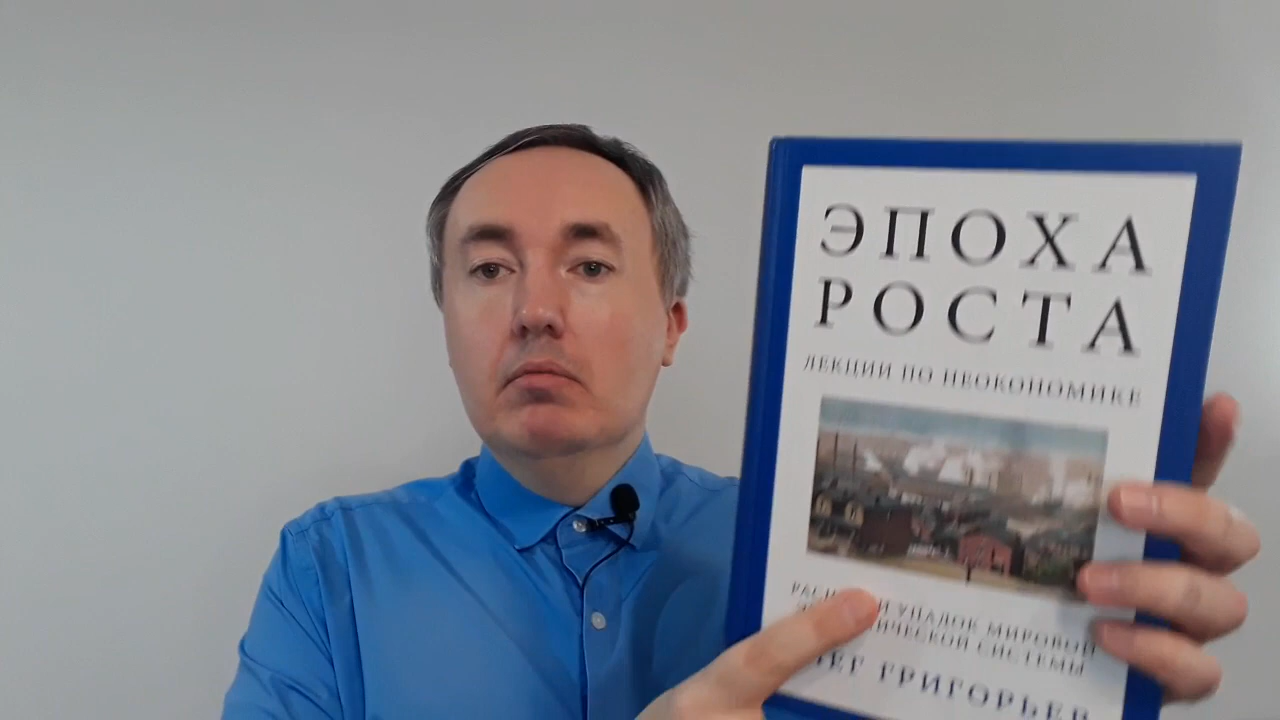 ЭПОХА
РОСТА
ЛЕКЦИИ ПО НЕОКОНОМИКЕ
УПАДОК МИРОВОЙ
СИСТЕМЫ
ГРИГОРЬЕВ